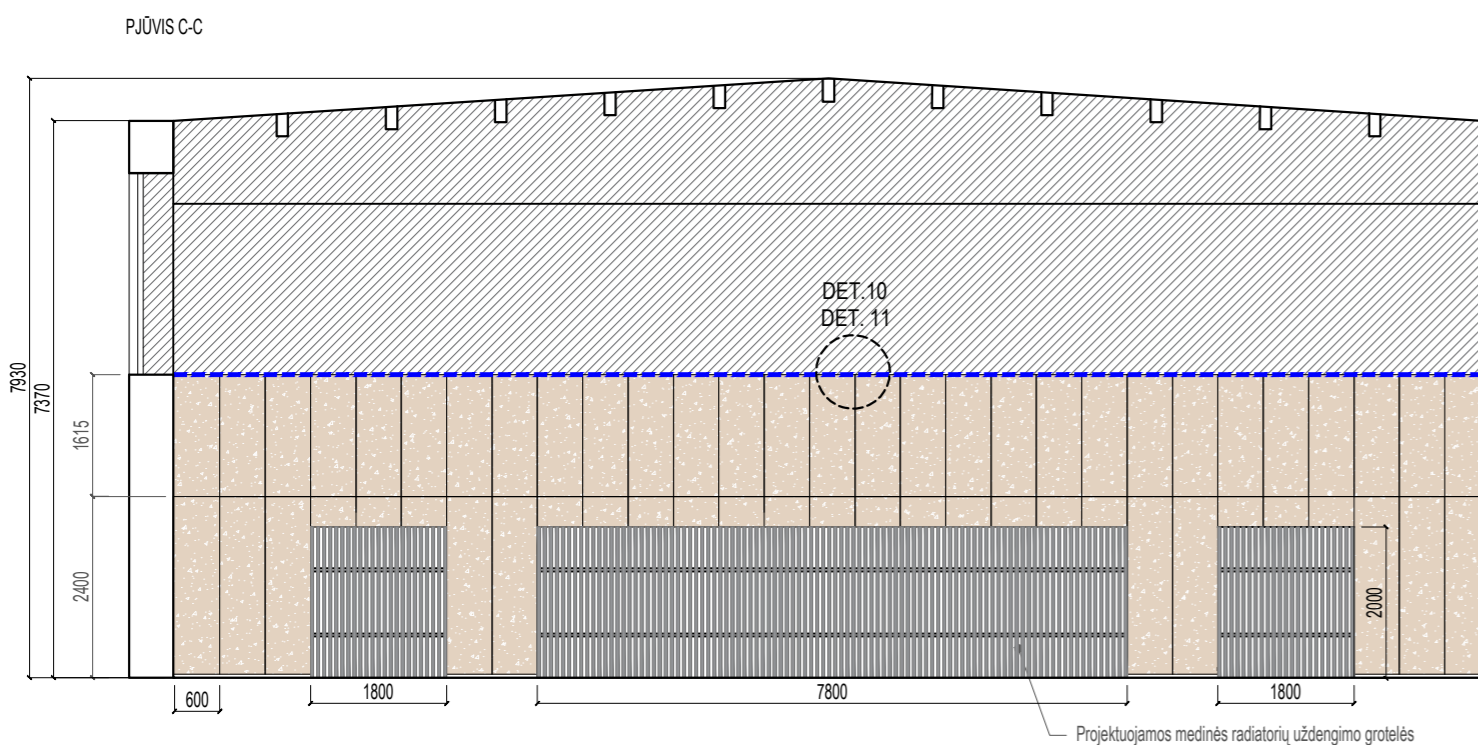 PJŪVIS C-C
DET.10
DET. 11
7930
7370
1615
2400
2000
600
1800
7800
1800
Projektuojamos medinės radiatorių uždengimo grotelės